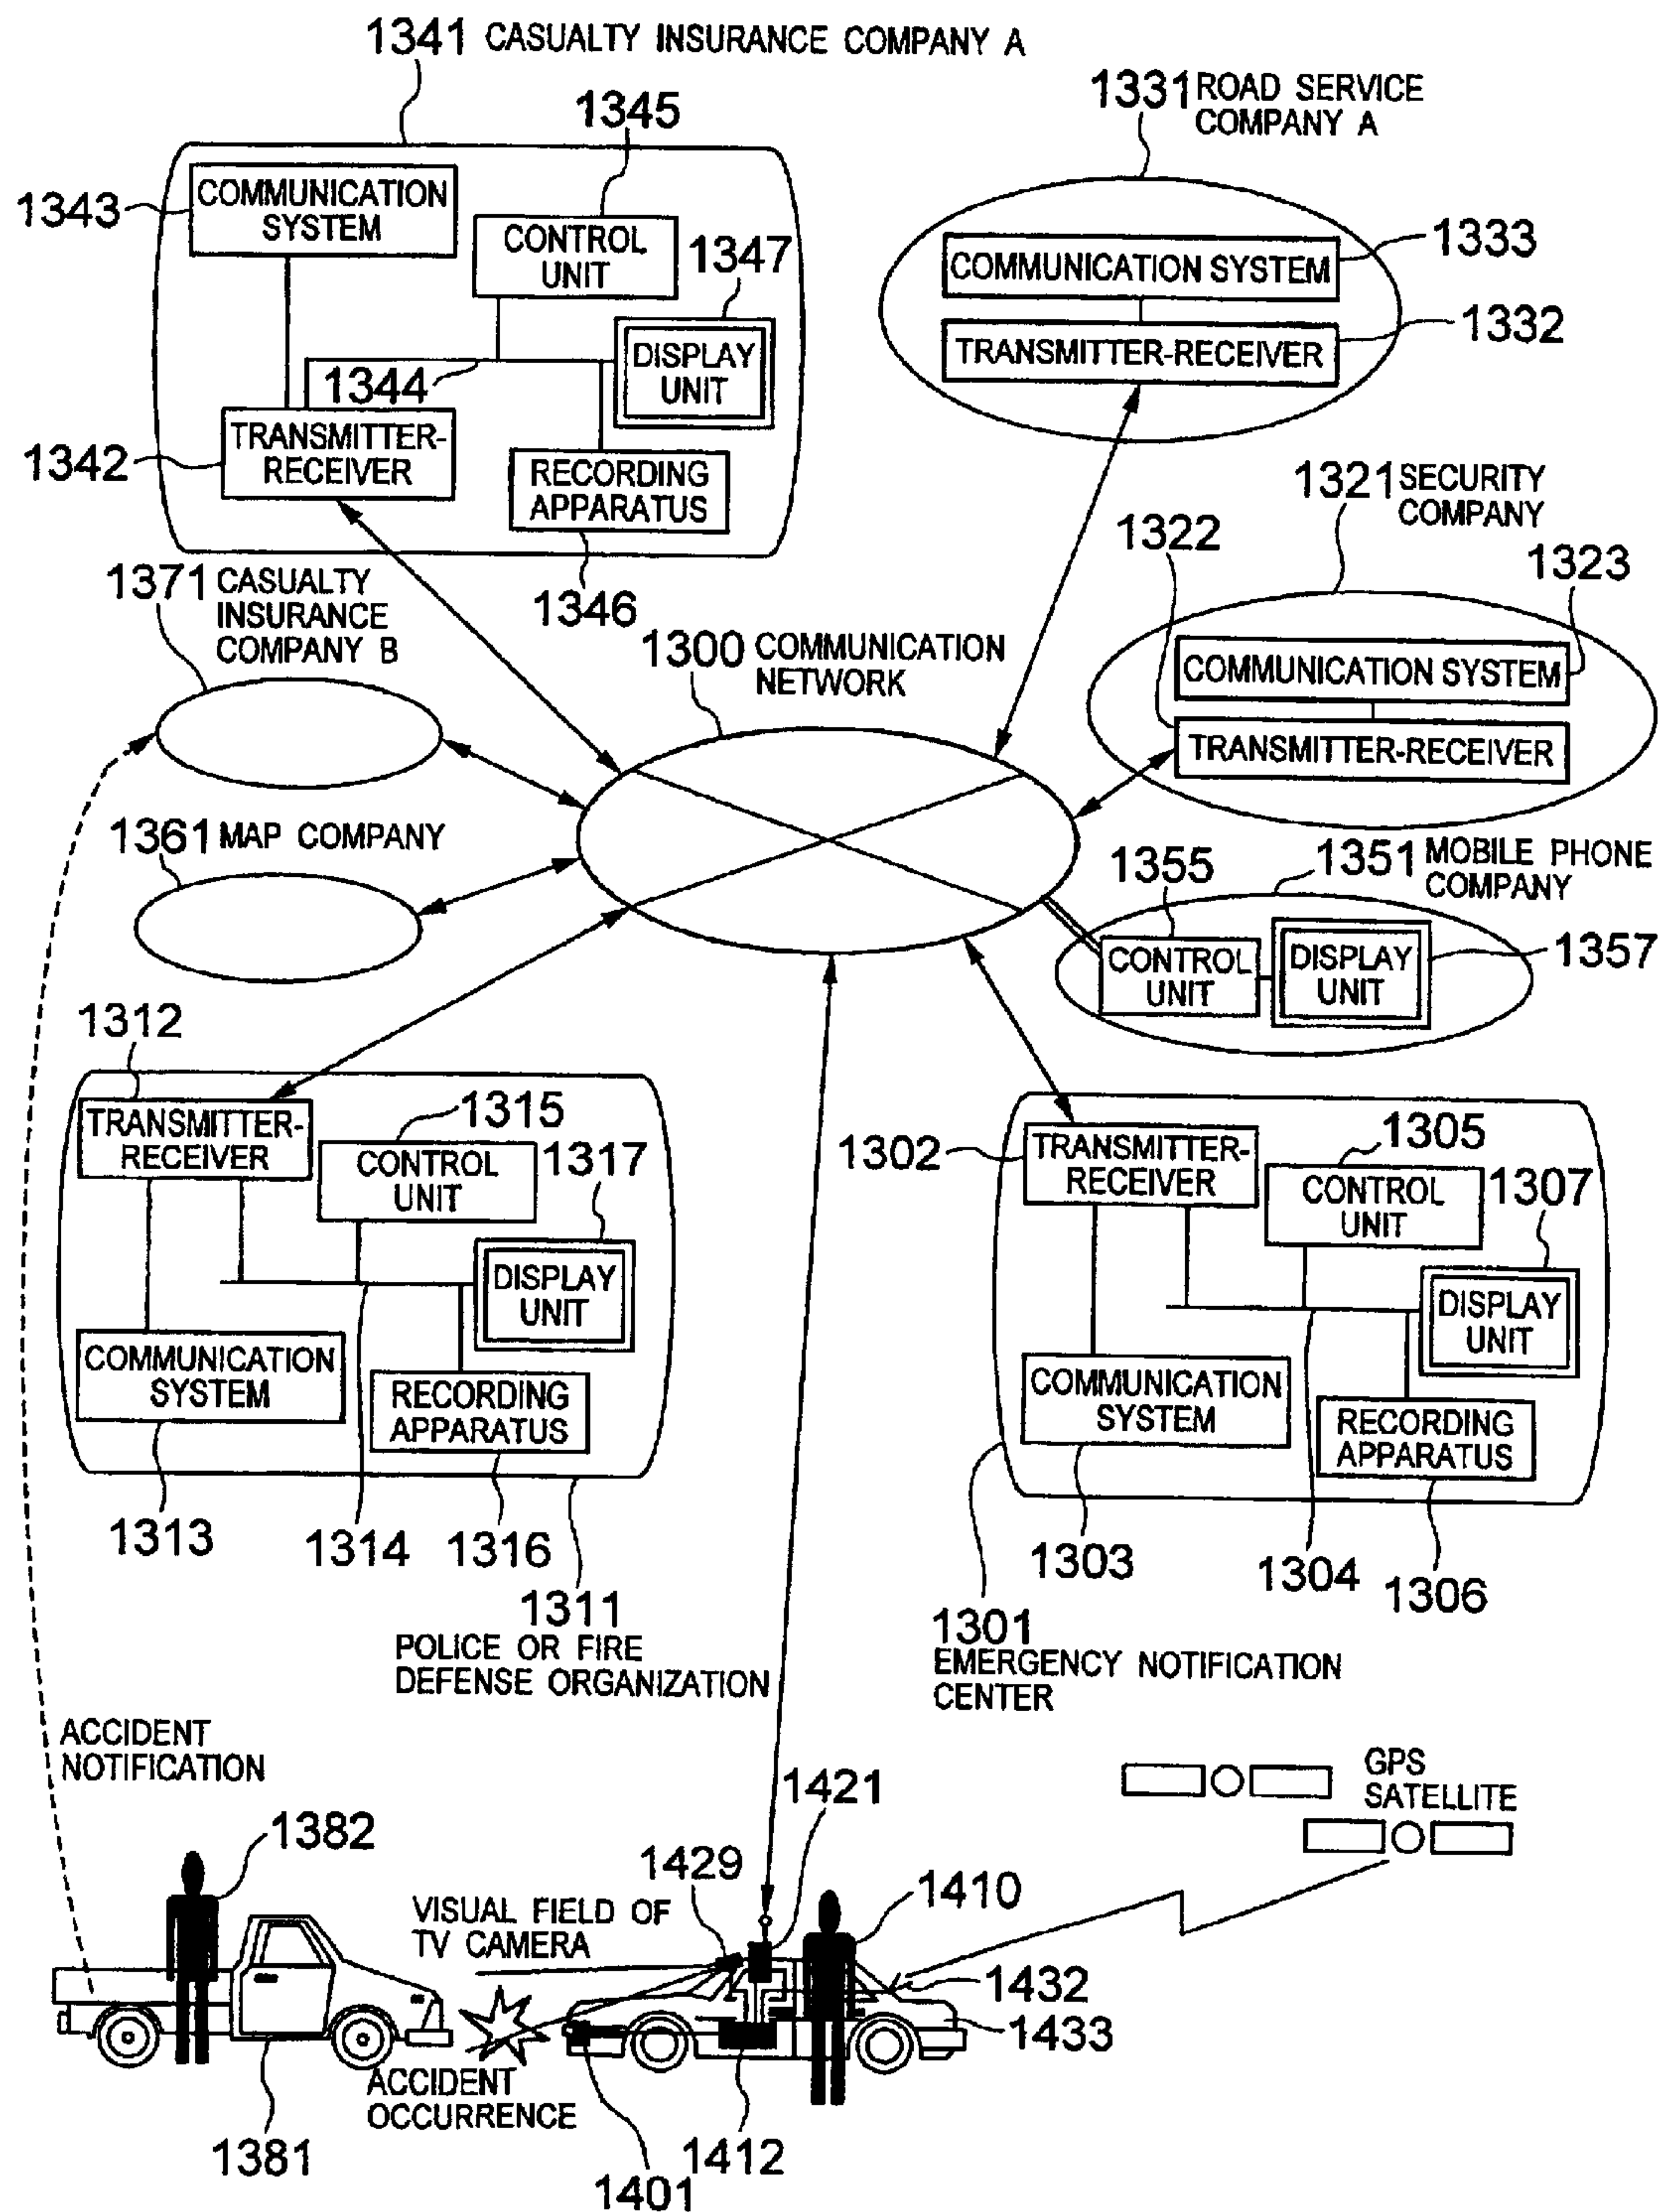 1341 CASUALTY INSURANCE COMPANY A
1345
1343
COMMUNICATION
SYSTEM
CONTROL
UNIT
1347
DISPLAY
UNIT
1344
1342
TRANSMITTER-
RECEIVER
RECORDING
APPARATUS
1346
1331 ROAD SERVICE
COMPANY A
COMMUNICATION SYSTEM
1333
TRANSMITTER-RECEIVER
1332
1321 SECURITY
COMPANY
1322
1323
COMMUNICATION SYSTEM
TRANSMITTER-RECEIVER
1371 CASUALTY
INSURANCE
COMPANY B
1300 COMMUNICATION
NETWORK
1361 MAP COMPANY
1355
1351 MOBILE PHONE
COMPANY
CONTROL
UNIT
DISPLAY
UNIT
1357
1312
TRANSMITTER-
RECEIVER
1315
CONTROL
UNIT
1317
DISPLAY
UNIT
COMMUNICATION
SYSTEM
RECORDING
APPARATUS
1313
1314
1316
1311
POLICE OR FIRE
DEFENSE ORGANIZATION
1302
TRANSMITTER-
RECEIVER
1305
CONTROL
UNIT
1307
DISPLAY
UNIT
COMMUNICATION
SYSTEM
RECORDING
APPARATUS
1303
1304
1306
1301
EMERGENCY NOTIFICATION
CENTER
ACCIDENT
NOTIFICATION
GPS
SATELLITE
1382
1421
1429
1410
VISUAL FIELD OF
TV CAMERA
1432
1433
ACCIDENT
OCCURRENCE
1381
1401
1412